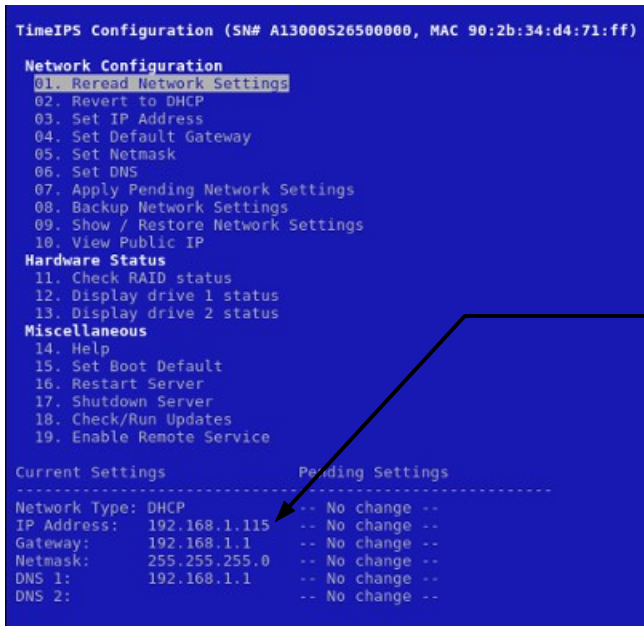 TimeIPS Configuration (SN# A13000S26500000, MAC 90:2b:34:d4:71:ff)
Network Configuration
01. Reread Network Settings
02. Revert to DHCP
03. Set IP Address
04. Set Default Gateway
05. Set Netmask
06. Set DNS
07. Apply Pending Network Settings
08. Backup Network Settings
09. Show / Restore Network Settings
10. View Public IP
Hardware Status
11. Check RAID status
12. Display drive 1 status
13. Display drive 2 status
Miscellaneous
14. Help
15. Set Boot Default
16. Restart Server
17. Shutdown Server
18. Check/Run Updates
19. Enable Remote Service
Current Settings Pending Settings
---------------------------------------------------------
Network Type: DHCP -- No change --
IP Address: 192.168.1.115 -- No change --
Gateway: 192.168.1.1 -- No change --
Netmask: 255.255.255.0 -- No change --
DNS 1: 192.168.1.1 -- No change --
DNS 2: -- No change --